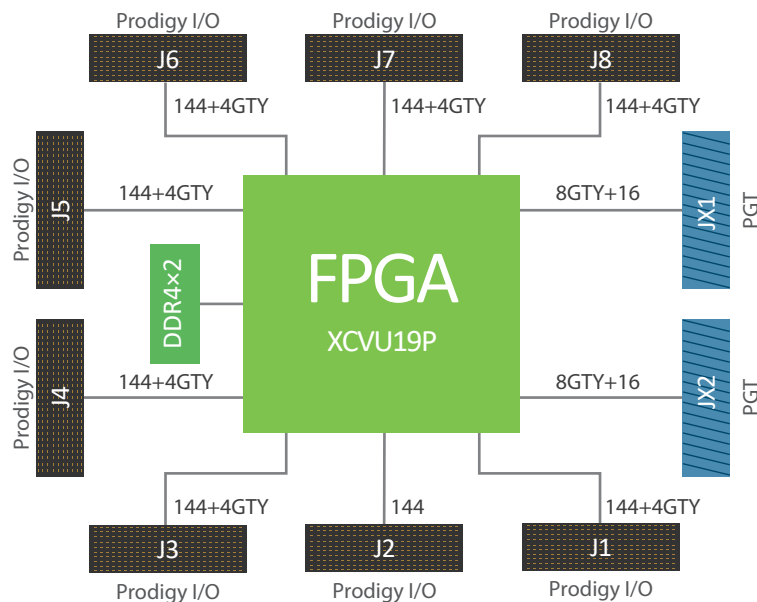 Prodigy I/O
Prodigy I/O
Prodigy I/O
J6
J7
J8
144+4GTY
144+4GTY
144+4GTY
Prodigy I/O
J5
144+4GTY
8GTY+16
JX1
PGT
DDR4×2
FPGA
XCVU19P
Prodigy I/O
J4
144+4GTY
8GTY+16
JX2
PGT
144+4GTY
144
144+4GTY
J3
J2
J1
Prodigy I/O
Prodigy I/O
Prodigy I/O